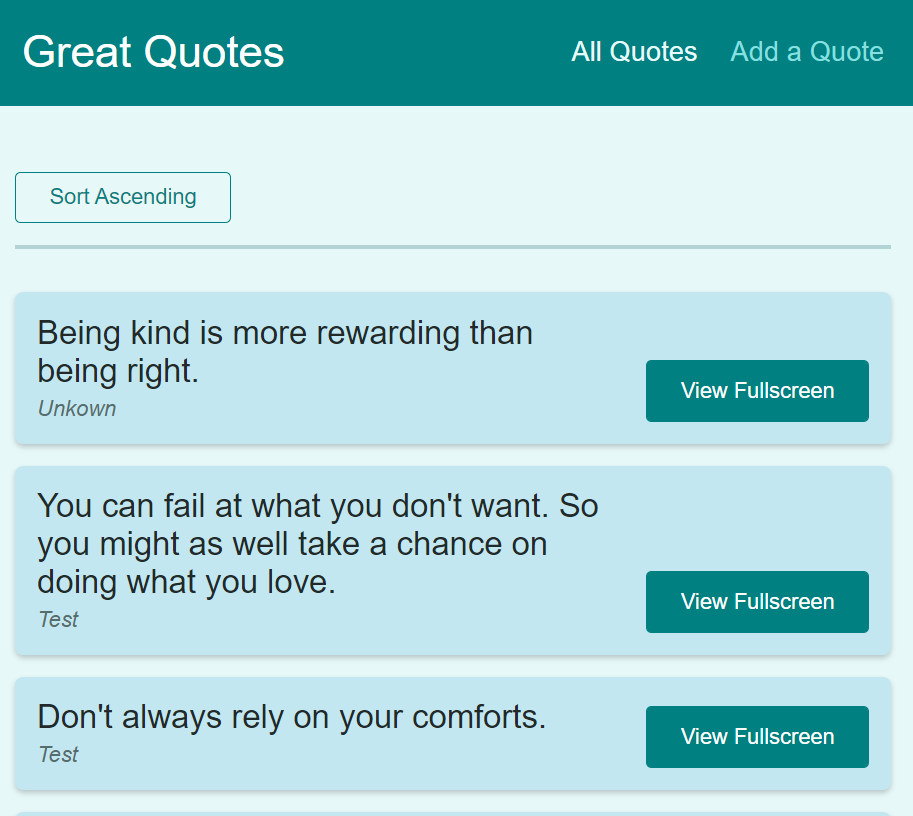 Great Quotes
All Quotes
Add a Quote
Sort Ascending
Being kind is more rewarding than
being right.
Unkown
View Fullscreen
You can fail at what you don't want. So
you might as well take a chance on
doing what you love.
Test
View Fullscreen
Don't always rely on your comforts.
Test
View Fullscreen